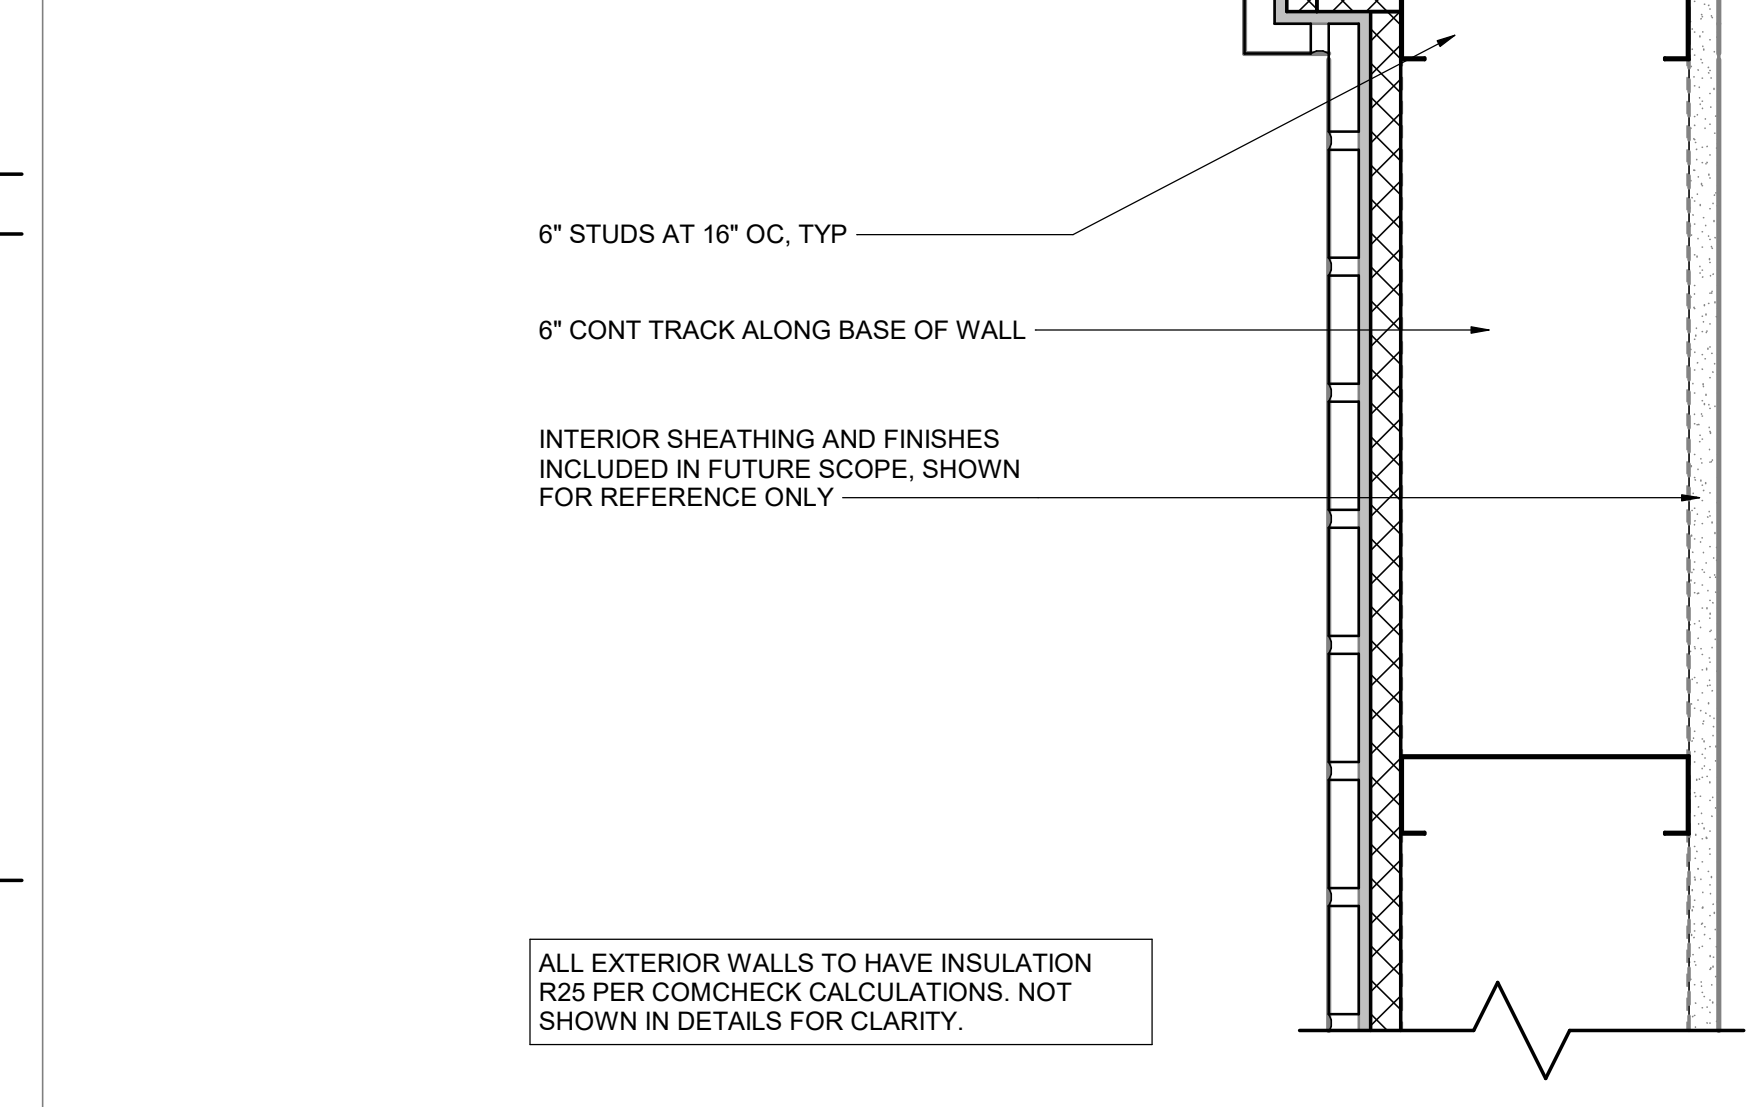 6" STUDS AT 16" OC, TYP
6" CONT TRACK ALONG BASE OF WALL
INTERIOR SHEATHING AND FINISHES
INCLUDED IN FUTURE SCOPE, SHOWN
FOR REFERENCE ONLY
ALL EXTERIOR WALLS TO HAVE INSULATION
R25 PER COMCHECK CALCULATIONS. NOT
SHOWN IN DETAILS FOR CLARITY.